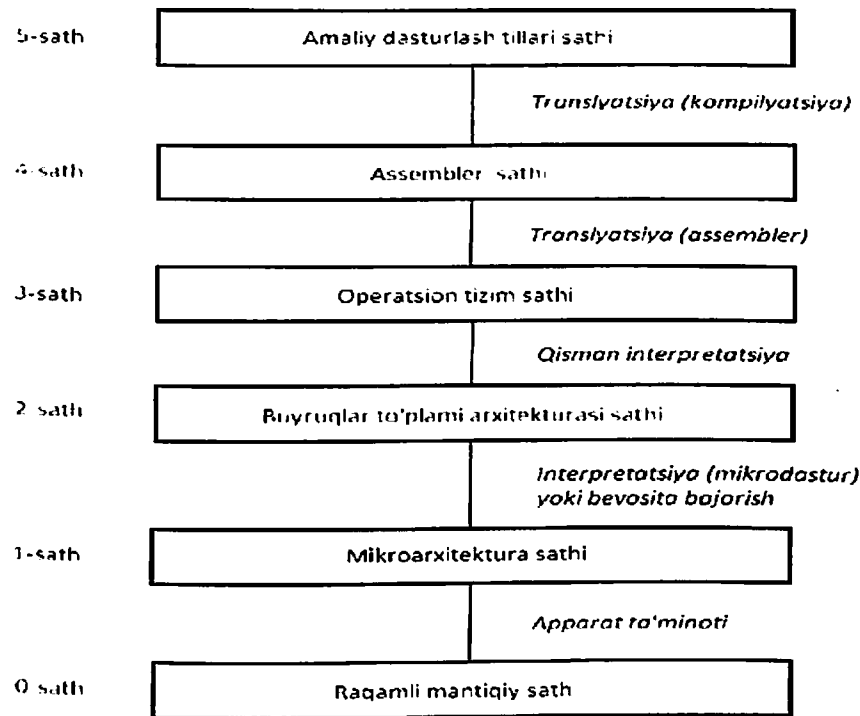 5-sath
Amaliy dasturlash tillari sathi
Translyatsiya (kompilyatsiya)
4-sath
Assembler sathi
Translyatsiya (assembler)
3-sath
Operatsion tizim sathi
Qisman interpretatsiya
2-sath
Buyruqlar to'plami arxitekturasi sathi
Interpretatsiya (mikrodastur)
yoki bevosita bajarish
1-sath
Mikroarxitektura sathi
Apparat ta'minoti
0-sath
Raqamli mantiqiy sath